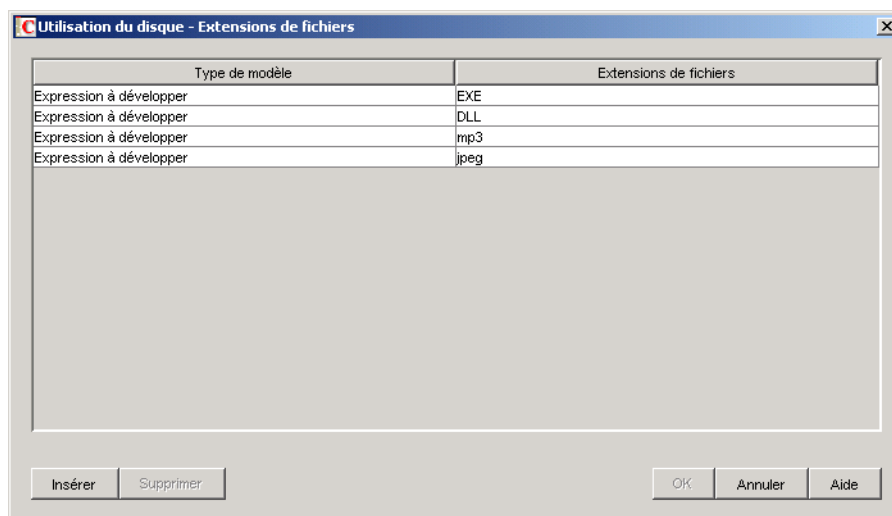 C Utilisation du disque - Extensions de fichiers
Type de modèle Extensions de fichiers
Expression à développer EXE
Expression à développer DLL
Expression à développer mp3
Expression à développer jpeg
Insérer Supprimer OK Annuler Aide